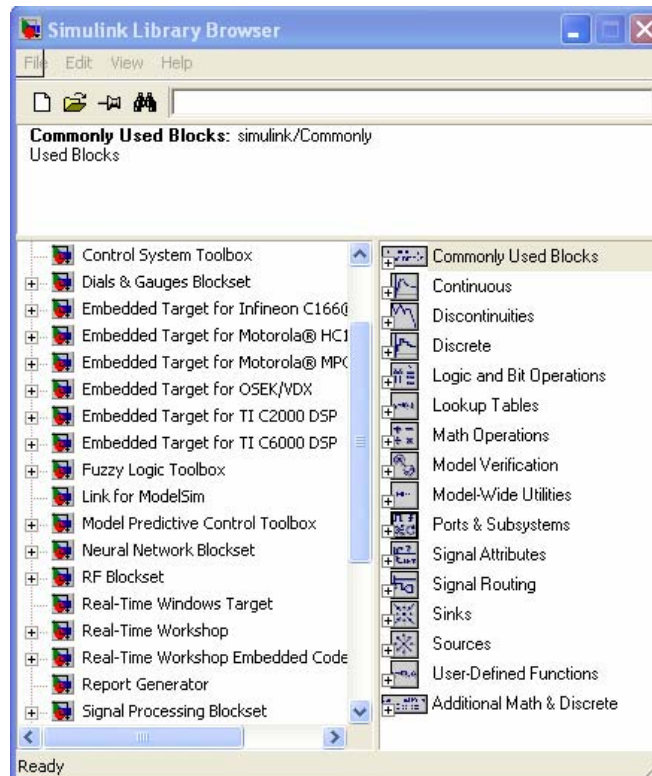 Simulink Library Browser
File Edit View Help
Commonly Used Blocks: simulink/Commonly
Used Blocks
Control System Toolbox
Dials & Gauges Blockset
Embedded Target for Infineon C166®
Embedded Target for Motorola® HC1
Embedded Target for Motorola® MPC
Embedded Target for OSEK/VDX
Embedded Target for TI C2000 DSP
Embedded Target for TI C6000 DSP
Fuzzy Logic Toolbox
Link for ModelSim
Model Predictive Control Toolbox
Neural Network Blockset
RF Blockset
Real-Time Windows Target
Real-Time Workshop
Real-Time Workshop Embedded Code
Report Generator
Signal Processing Blockset
Commonly Used Blocks
Continuous
Discontinuities
Discrete
Logic and Bit Operations
Lookup Tables
Math Operations
Model Verification
Model-Wide Utilities
Ports & Subsystems
Signal Attributes
Signal Routing
Sinks
Sources
User-Defined Functions
Additional Math & Discrete
Ready